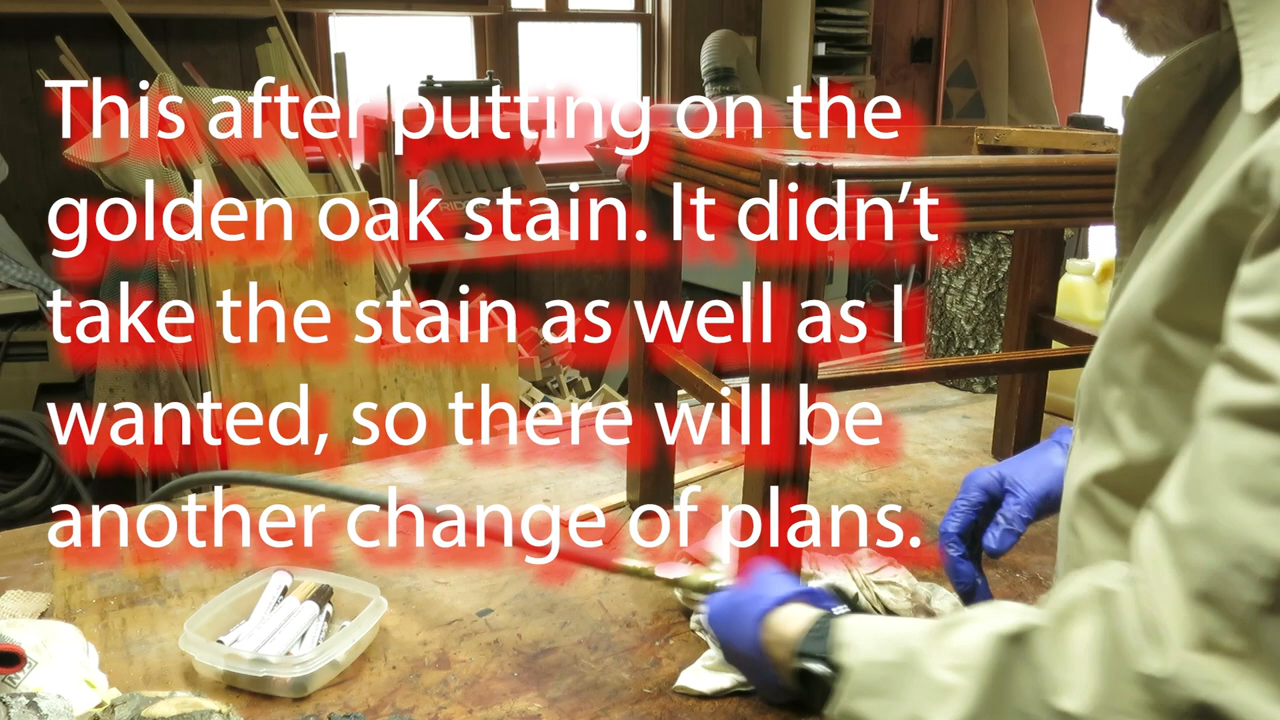 This after putting on the
golden oak stain. It didn’t
take the stain as well as I
wanted, so there will be
another change of plans.
RIDGID